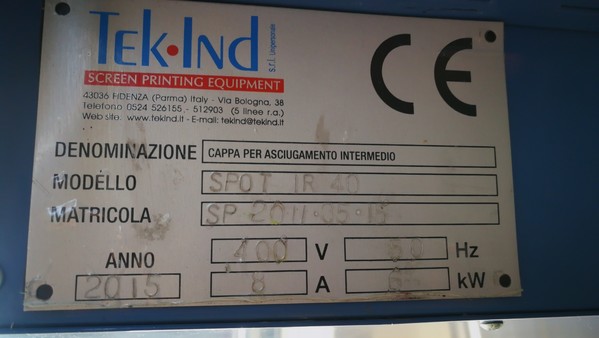 TEK·IND s.r.l. Unipersonale
SCREEN PRINTING EQUIPMENT
43036 FIDENZA (Parma) Italy - Via Bologna, 38
Telefono 0524 526155 - 512903 (5 linee r.a.)
Web site: www.tekind.it - E-mail: tekind@tekind.it
CE
DENOMINAZIONE CAPPA PER ASCIUGAMENTO INTERMEDIO
MODELLO SPOT IR 40
MATRICOLA SP 2011·05·15
400 V Hz
ANNO 8 A kW
2015